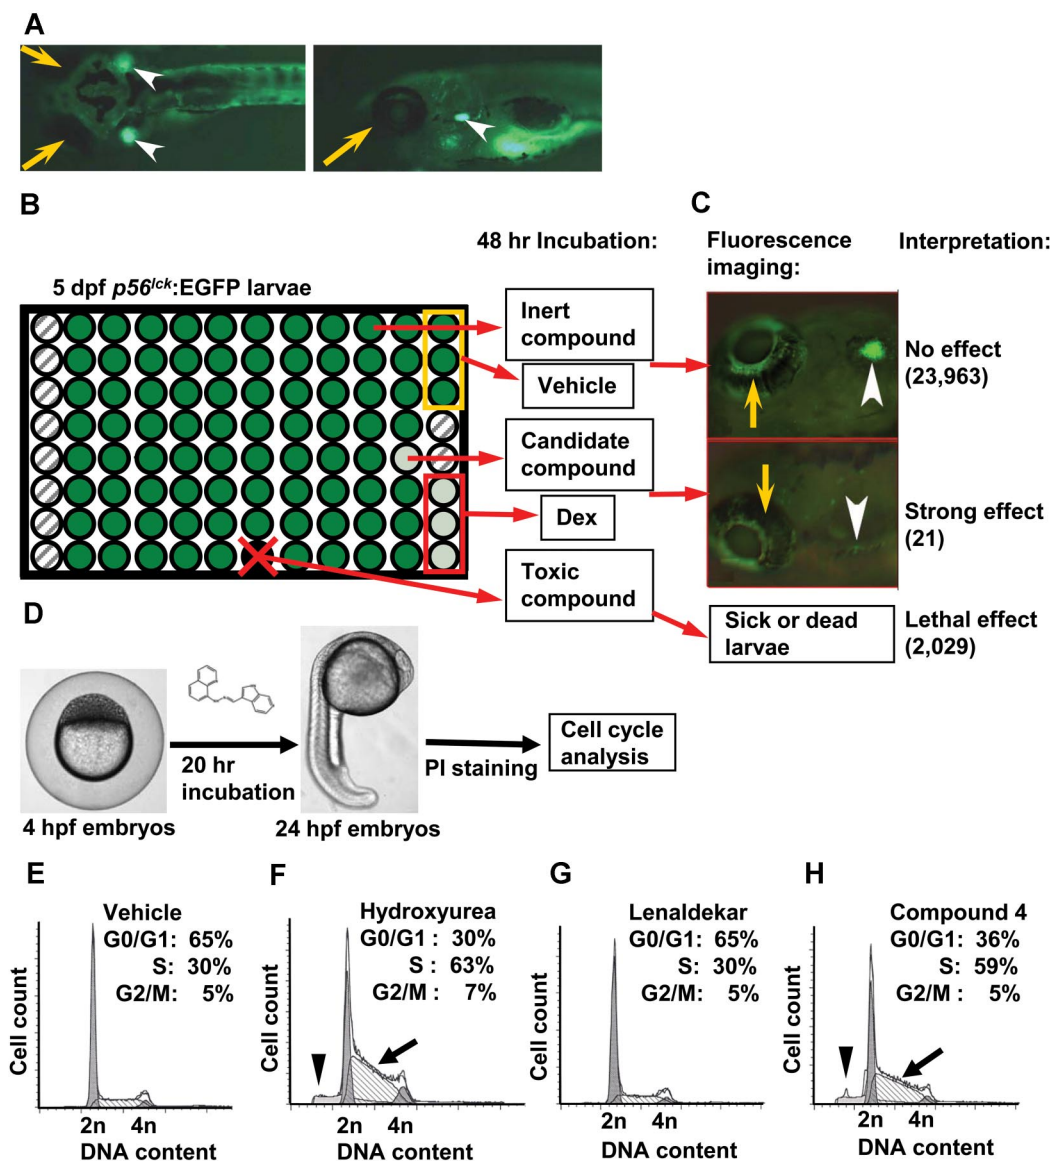 A
B
5 dpf p56lck:EGFP larvae
48 hr Incubation:
Inert
compound
Vehicle
Candidate
compound
Dex
Toxic
compound
C
Fluorescence
imaging:
Interpretation:
No effect
(23,963)
Strong effect
(21)
Sick or dead
larvae
Lethal effect
(2,029)
D
4 hpf embryos
20 hr
incubation
24 hpf embryos
PI staining
Cell cycle
analysis
E
Vehicle
G0/G1: 65%
S: 30%
G2/M: 5%
Cell count
2n 4n
DNA content
F
Hydroxyurea
G0/G1 : 30%
S : 63%
G2/M : 7%
Cell count
2n 4n
DNA content
G
Lenaldekar
G0/G1: 65%
S: 30%
G2/M: 5%
Cell count
2n 4n
DNA content
H
Compound 4
G0/G1: 36%
S: 59%
G2/M : 5%
Cell count
2n 4n
DNA content